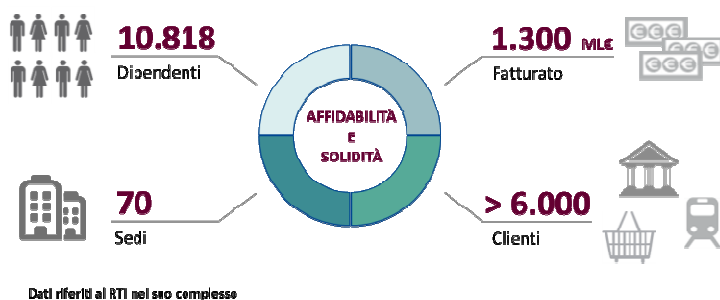 10.818
Dipendenti
1.300 ML€
Fatturato
€€€
€€€
€€€
AFFIDABILITÀ
E
SOLIDITÀ
70
Sedi
> 6.000
Clienti
Dati riferiti al RTI nel suo complesso